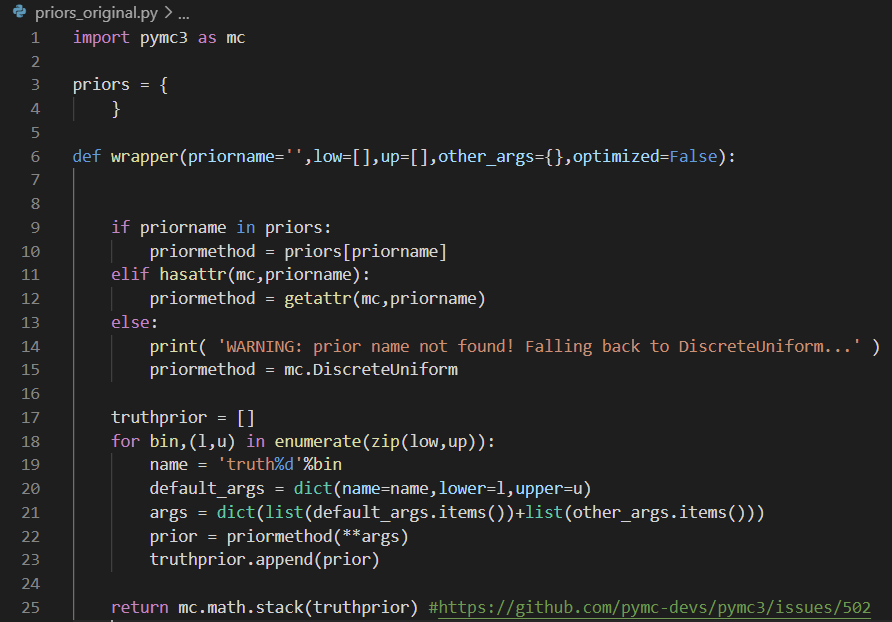 priors_original.py > ...
1 import pymc3 as mc
2
3 priors = {
4     }
5
6 def wrapper(priorname='',low=[],up=[],other_args={},optimized=False):
7
8
9     if priorname in priors:
10         priormethod = priors[priorname]
11     elif hasattr(mc,priorname):
12         priormethod = getattr(mc,priorname)
13     else:
14         print( 'WARNING: prior name not found! Falling back to DiscreteUniform...' )
15         priormethod = mc.DiscreteUniform
16
17     truthprior = []
18     for bin,(l,u) in enumerate(zip(low,up)):
19         name = 'truth%d'%bin
20         default_args = dict(name=name,lower=l,upper=u)
21         args = dict(list(default_args.items())+list(other_args.items()))
22         prior = priormethod(**args)
23         truthprior.append(prior)
24
25     return mc.math.stack(truthprior) #https://github.com/pymc-devs/pymc3/issues/502